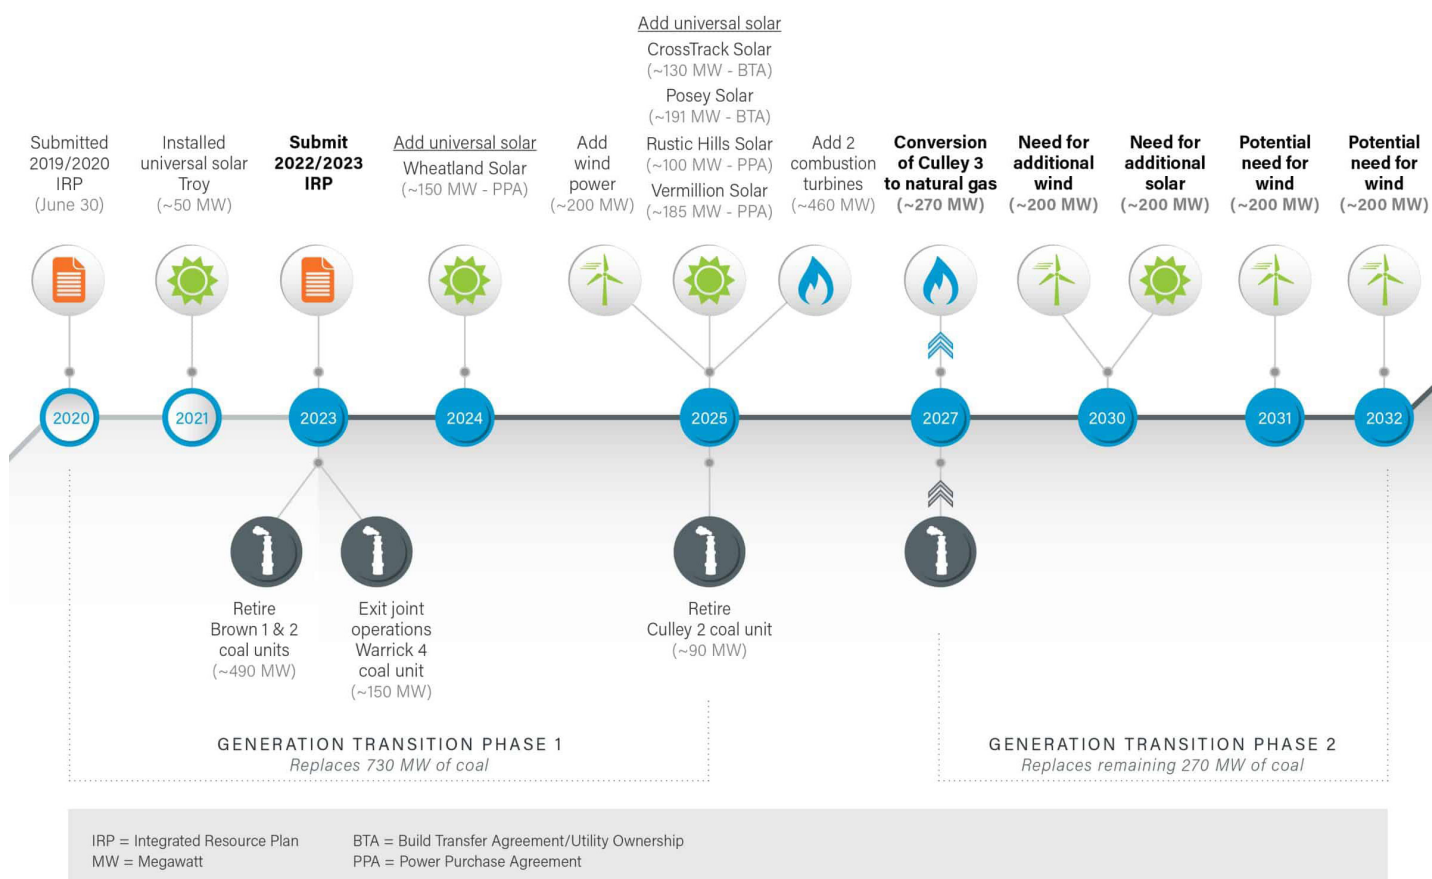 Submitted
2019/2020
IRP
(June 30)
Installed
universal solar
Troy
(~50 MW)
Submit
2022/2023
IRP
Add universal solar
Wheatland Solar
(~150 MW - PPA)
Add
wind
power
(~200 MW)
Add universal solar
CrossTrack Solar
(~130 MW - BTA)
Posey Solar
(~191 MW - BTA)
Rustic Hills Solar
(~100 MW - PPA)
Vermillion Solar
(~185 MW - PPA)
Add 2
combustion
turbines
(~460 MW)
Conversion
of Culley 3
to natural gas
(~270 MW)
Need for
additional
wind
(~200 MW)
Need for
additional
solar
(~200 MW)
Potential
need for
wind
(~200 MW)
Potential
need for
wind
(~200 MW)
2020
2021
2023
2024
2025
2027
2030
2031
2032
Retire
Brown 1 & 2
coal units
(~490 MW)
Exit joint
operations
Warrick 4
coal unit
(~150 MW)
Retire
Culley 2 coal unit
(~90 MW)
GENERATION TRANSITION PHASE 1
Replaces 730 MW of coal
GENERATION TRANSITION PHASE 2
Replaces remaining 270 MW of coal
IRP = Integrated Resource Plan
MW = Megawatt
BTA = Build Transfer Agreement/Utility Ownership
PPA = Power Purchase Agreement